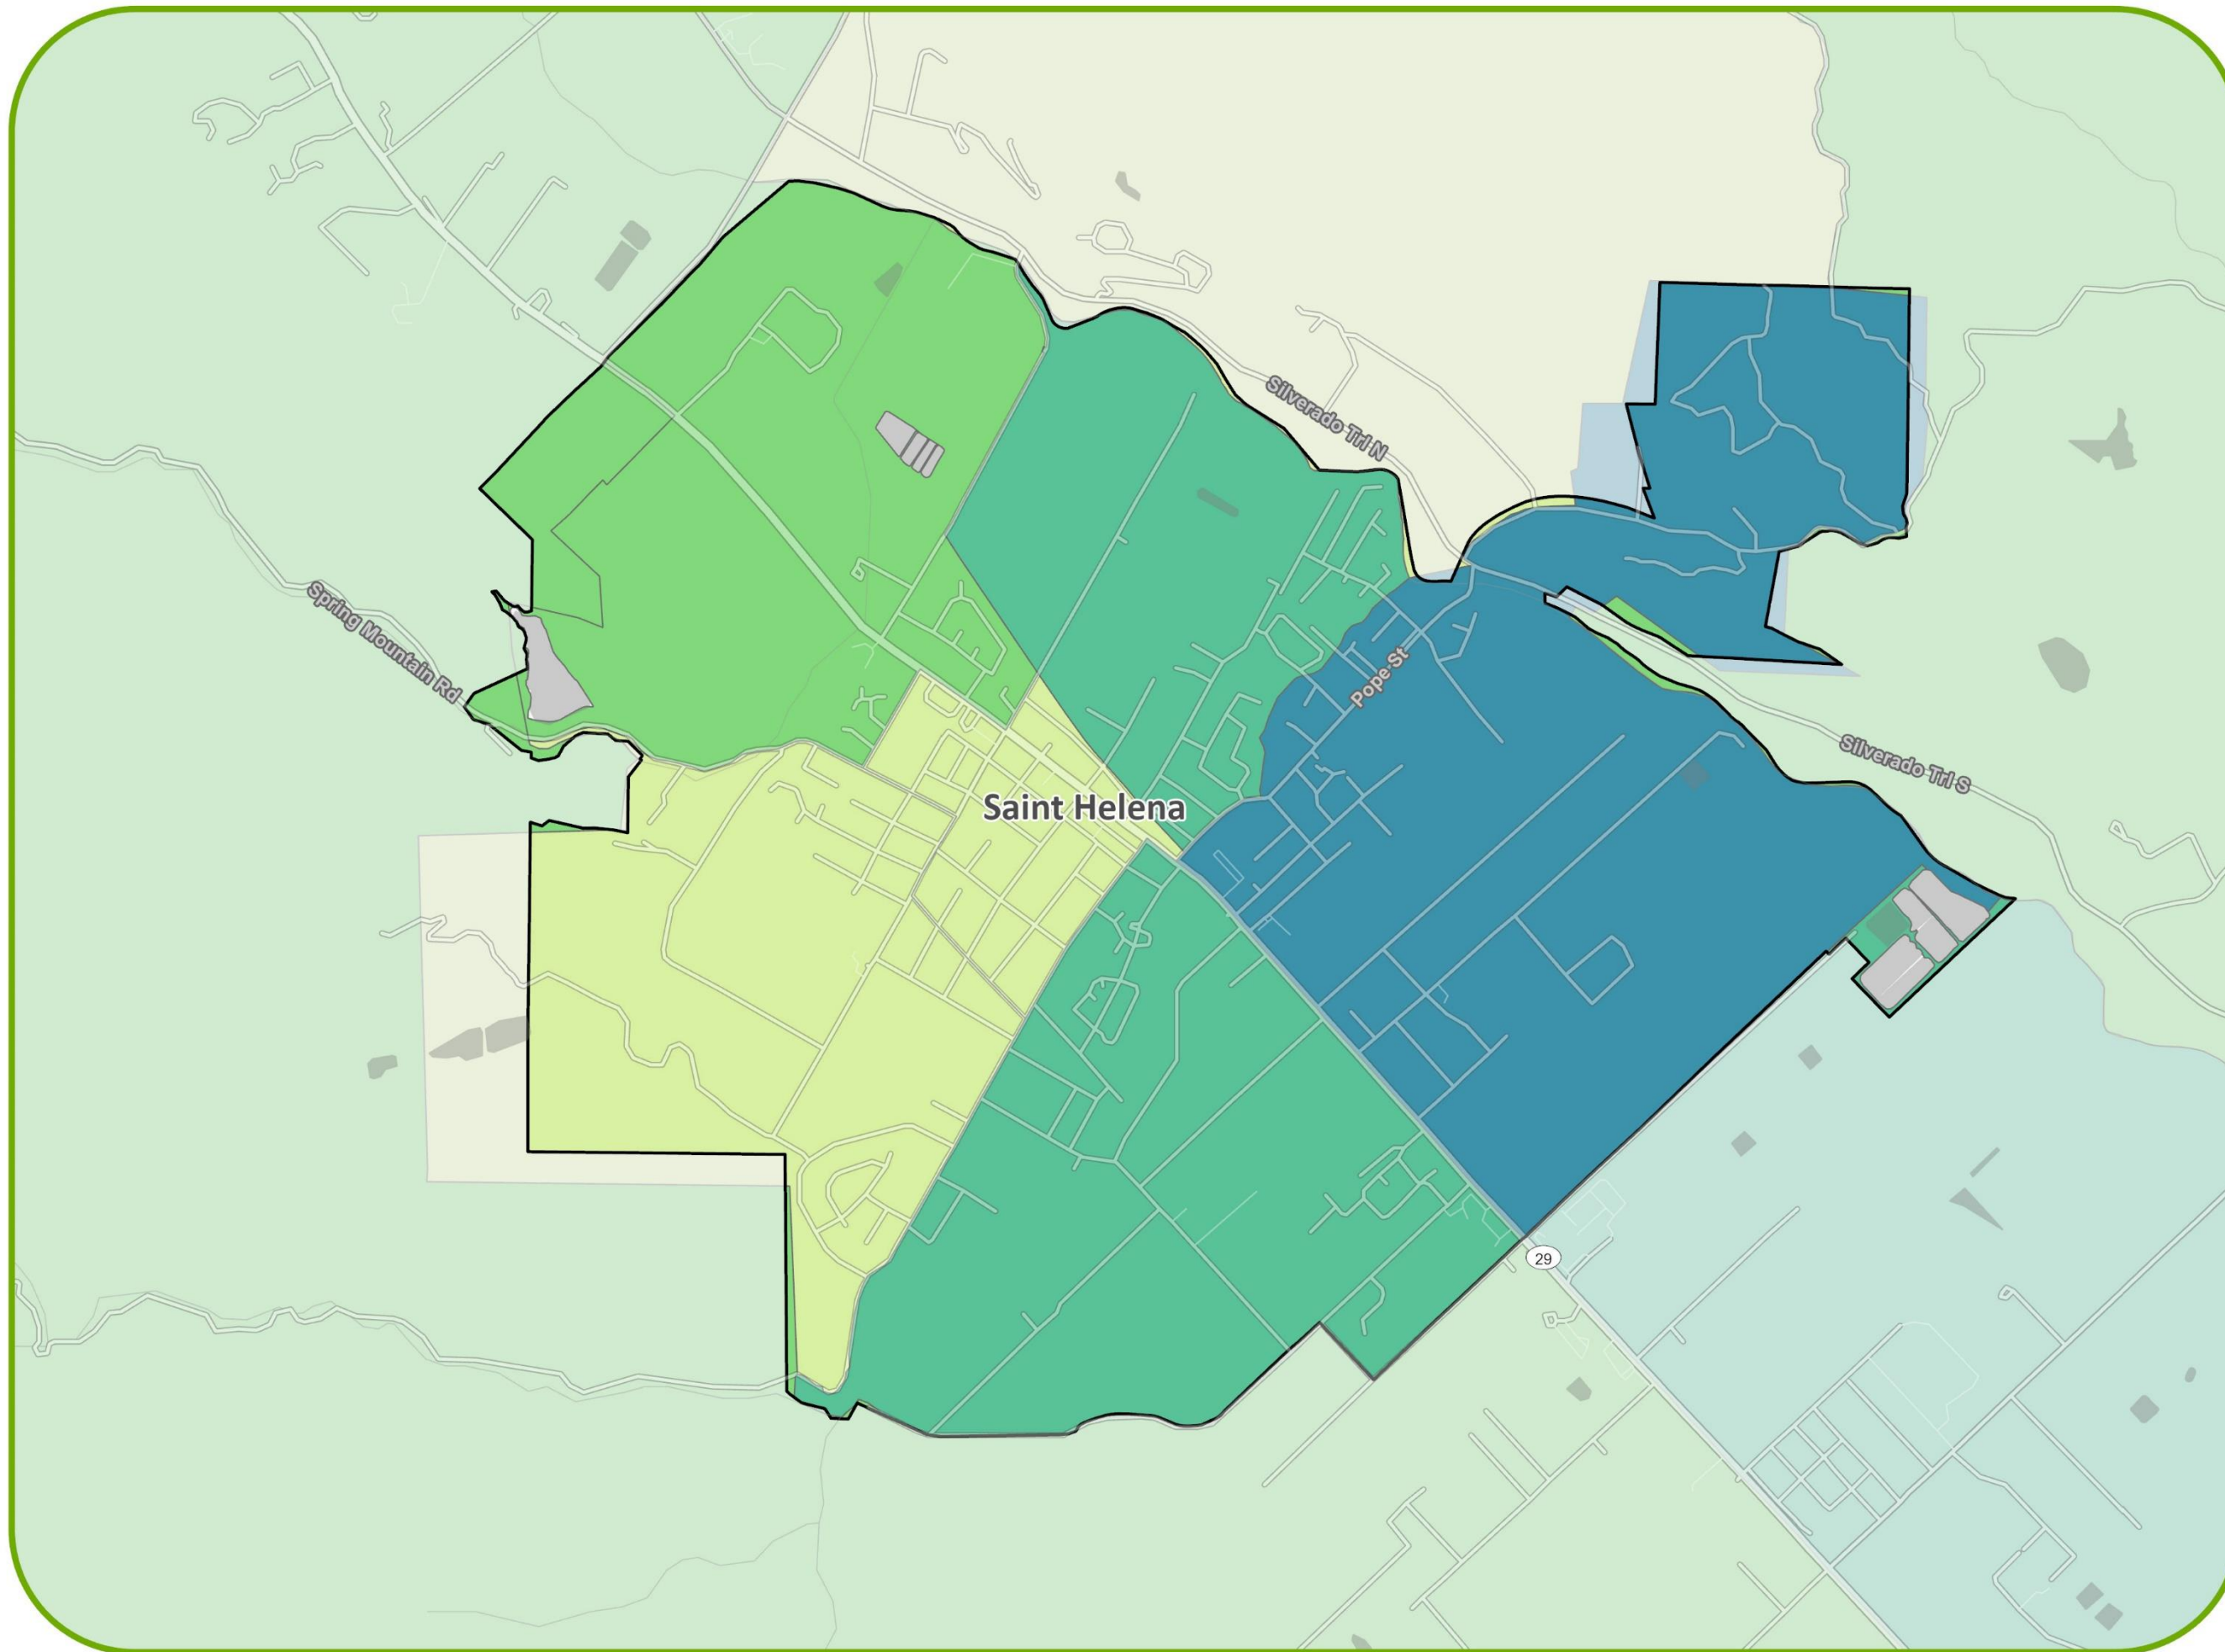 Silverado Trl N
Spring Mountain Rd
Pope St
Silverado Trl S
Saint Helena
29